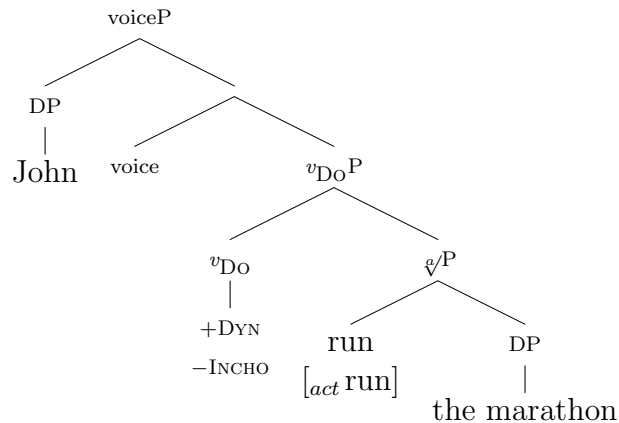 voiceP
DP
John
voice
vDoP
vDo
+Dyn
−Incho
ᵃ√P
run
[act run]
DP
the marathon